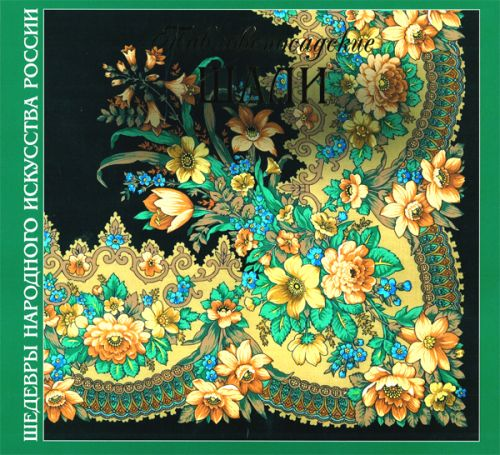 Павловопосадские
ШАЛИ
ШЕДЕВРЫ НАРОДНОГО ИСКУССТВА РОССИИ